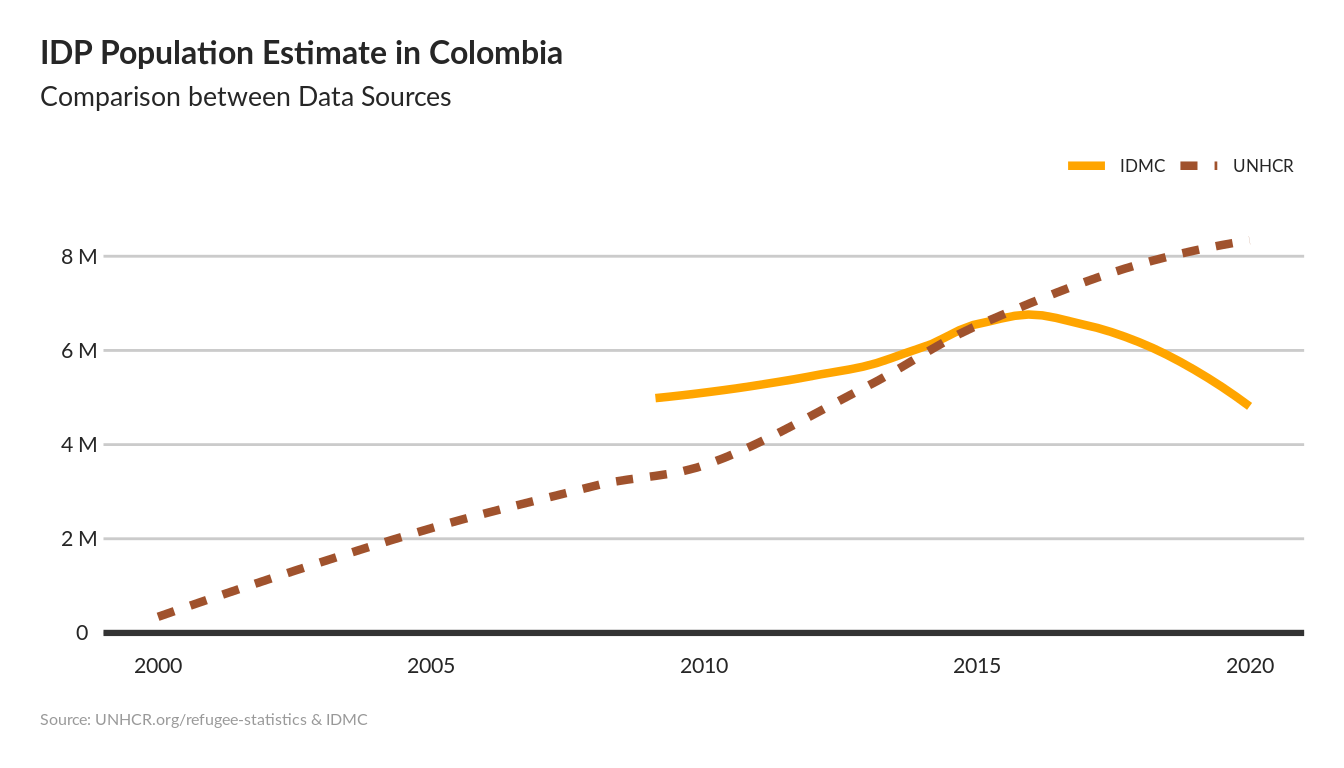 IDP Population Estimate in Colombia
Comparison between Data Sources
IDMC UNHCR
8 M
6 M
4 M
2 M
0
2000 2005 2010 2015 2020
Source: UNHCR.org/refugee-statistics & IDMC